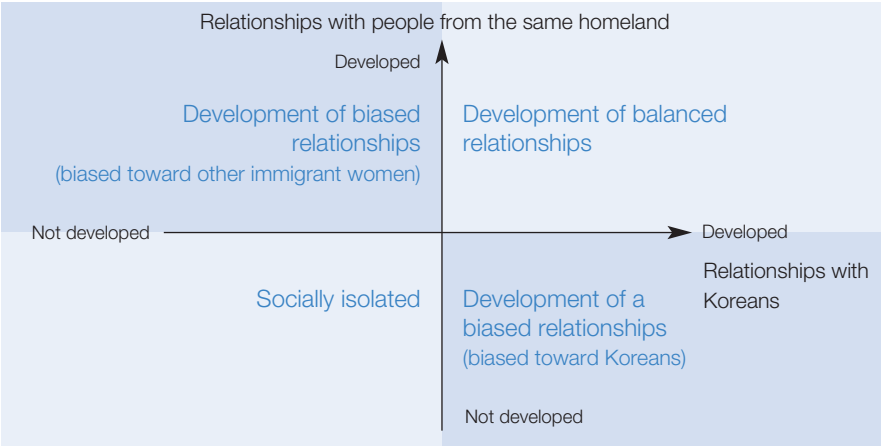 Relationships with people from the same homeland
Developed
Development of biased
relationships
(biased toward other immigrant women)
Development of balanced
relationships
Not developed
Developed
Relationships with
Koreans
Socially isolated
Development of a
biased relationships
(biased toward Koreans)
Not developed